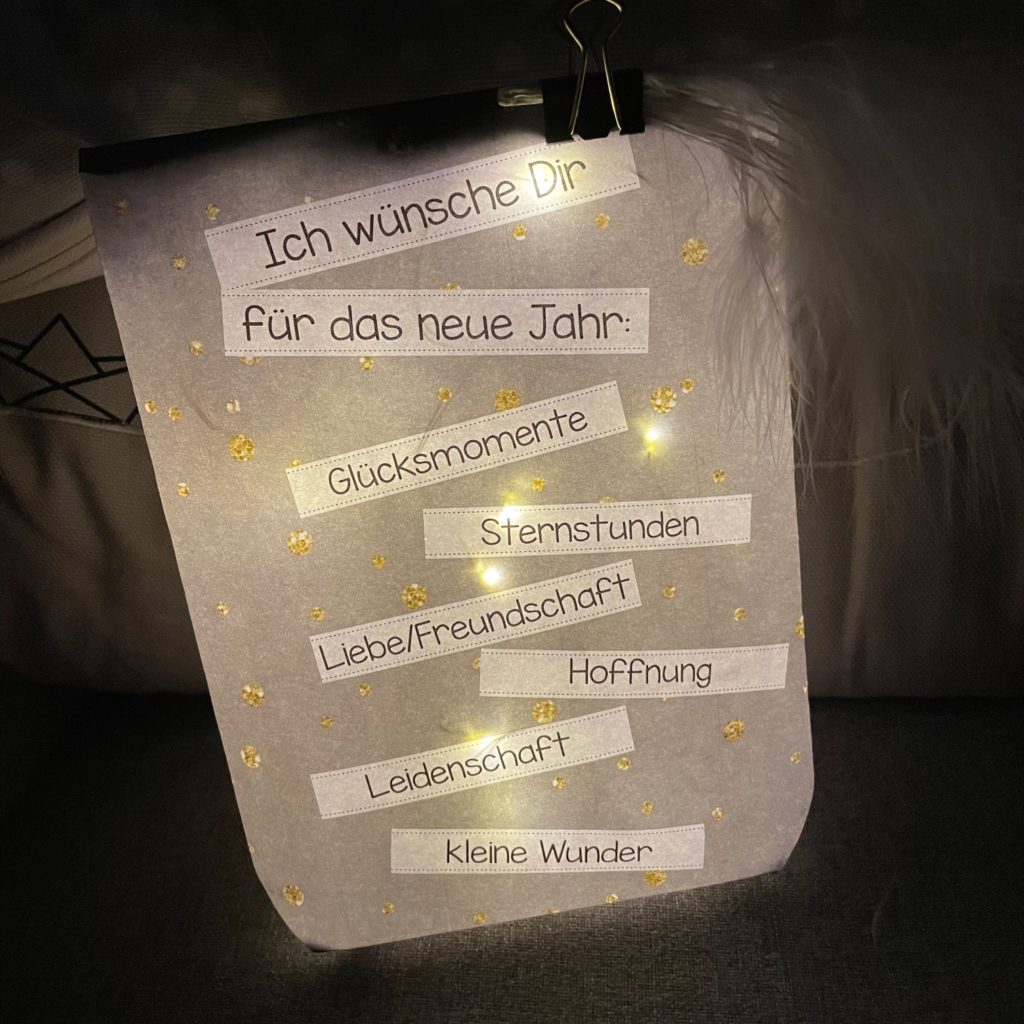 Ich wünsche Dir
für das neue Jahr:
Glücksmomente
Sternstunden
Liebe/Freundschaft
Hoffnung
Leidenschaft
kleine Wunder